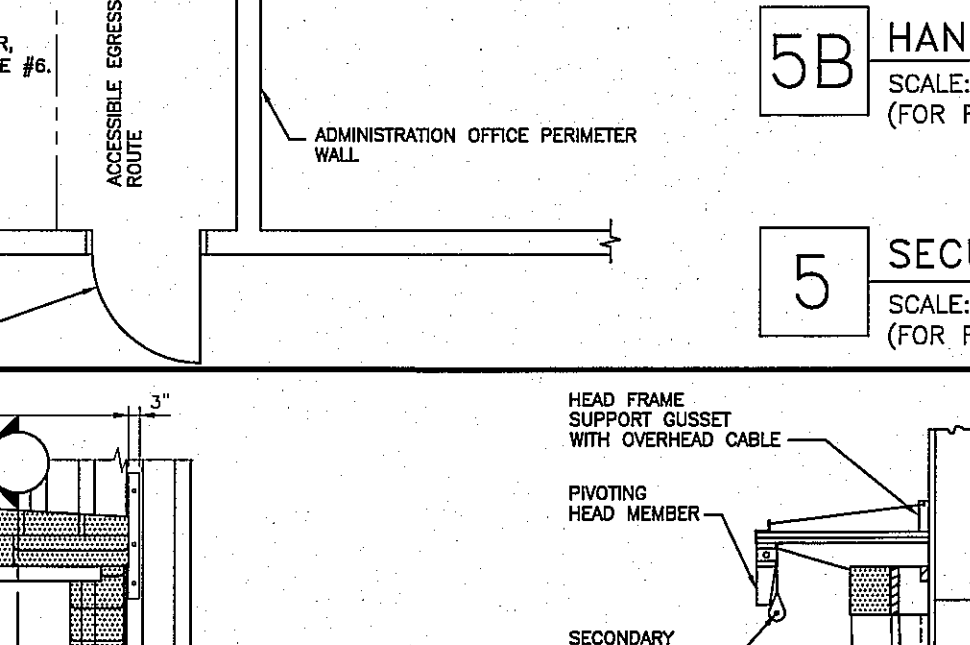 R,
E #6.
ACCESSIBLE EGRESS
ROUTE
ADMINISTRATION OFFICE PERIMETER
WALL
5B
HAN
SCALE:
(FOR
5
SECU
SCALE:
(FOR
3"
HEAD FRAME
SUPPORT GUSSET
WITH OVERHEAD CABLE
PIVOTING
HEAD MEMBER
SECONDARY